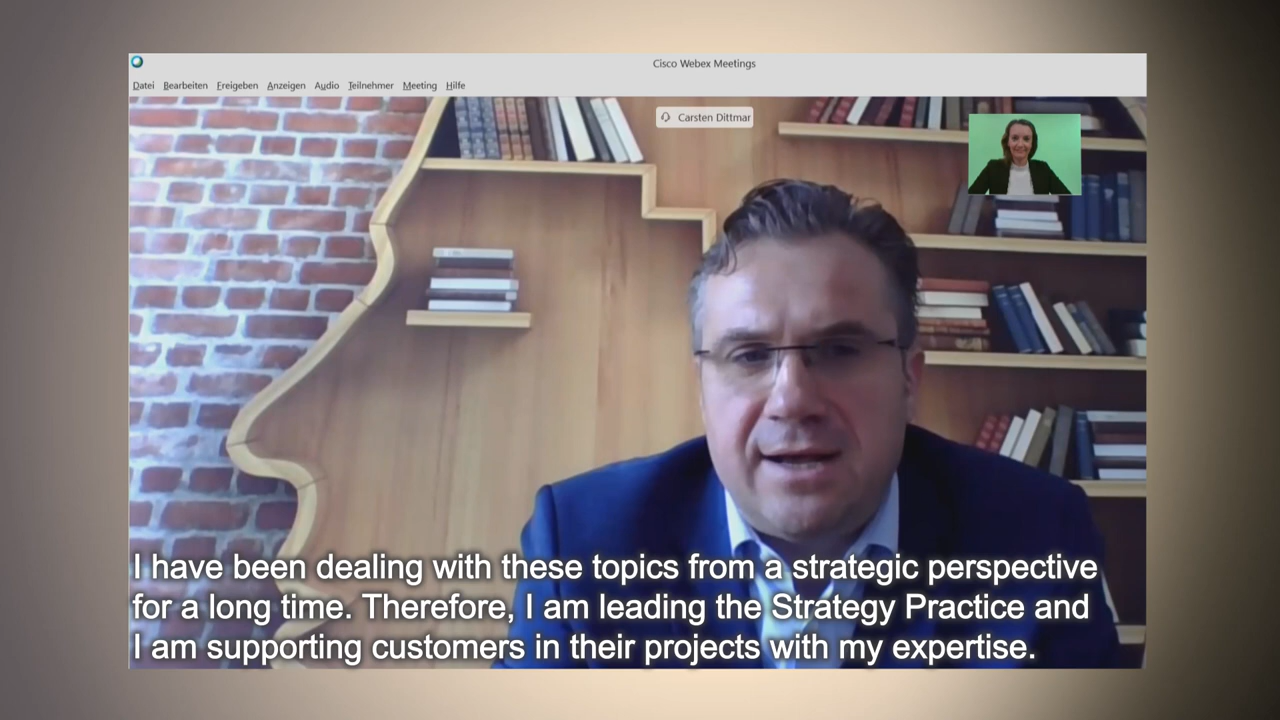 Cisco Webex Meetings
Datei Bearbeiten Freigeben Anzeigen Audio Teilnehmer Meeting Hilfe
Carsten Dittmar
I have been dealing with these topics from a strategic perspective
for a long time. Therefore, I am leading the Strategy Practice and
I am supporting customers in their projects with my expertise.